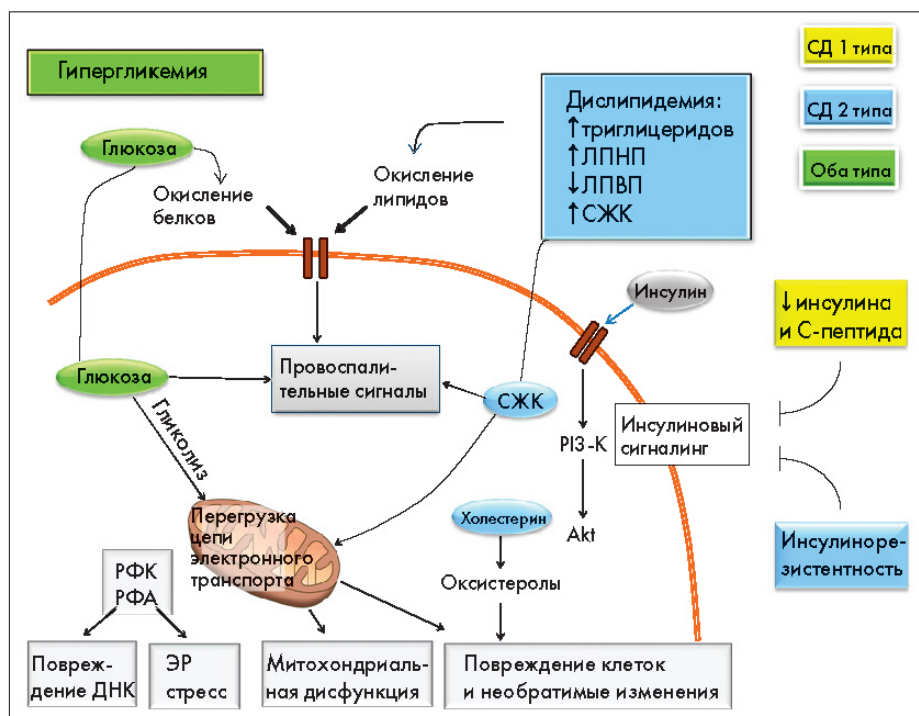 Гипергликемия
СД 1 типа
СД 2 типа
Оба типа
Дислипидемия:
↑триглицеридов
↑ЛПНП
↓ЛПВП
↑СЖК
Глюкоза
Окисление
белков
Окисление
липидов
Инсулин
↓инсулина
и С-пептида
Глюкоза
Провоспали-
тельные сигналы
СЖК
Гликолиз
PI3-K
Инсулиновый
сигналинг
Akt
Холестерин
Оксистеролы
Инсулиноре-
зистентность
Перегрузка
цепи
электронного
транспорта
РФК
РФА
Повреж-
дение ДНК
ЭР
стресс
Митохондриаль-
ная дисфункция
Повреждение клеток
и необратимые изменения